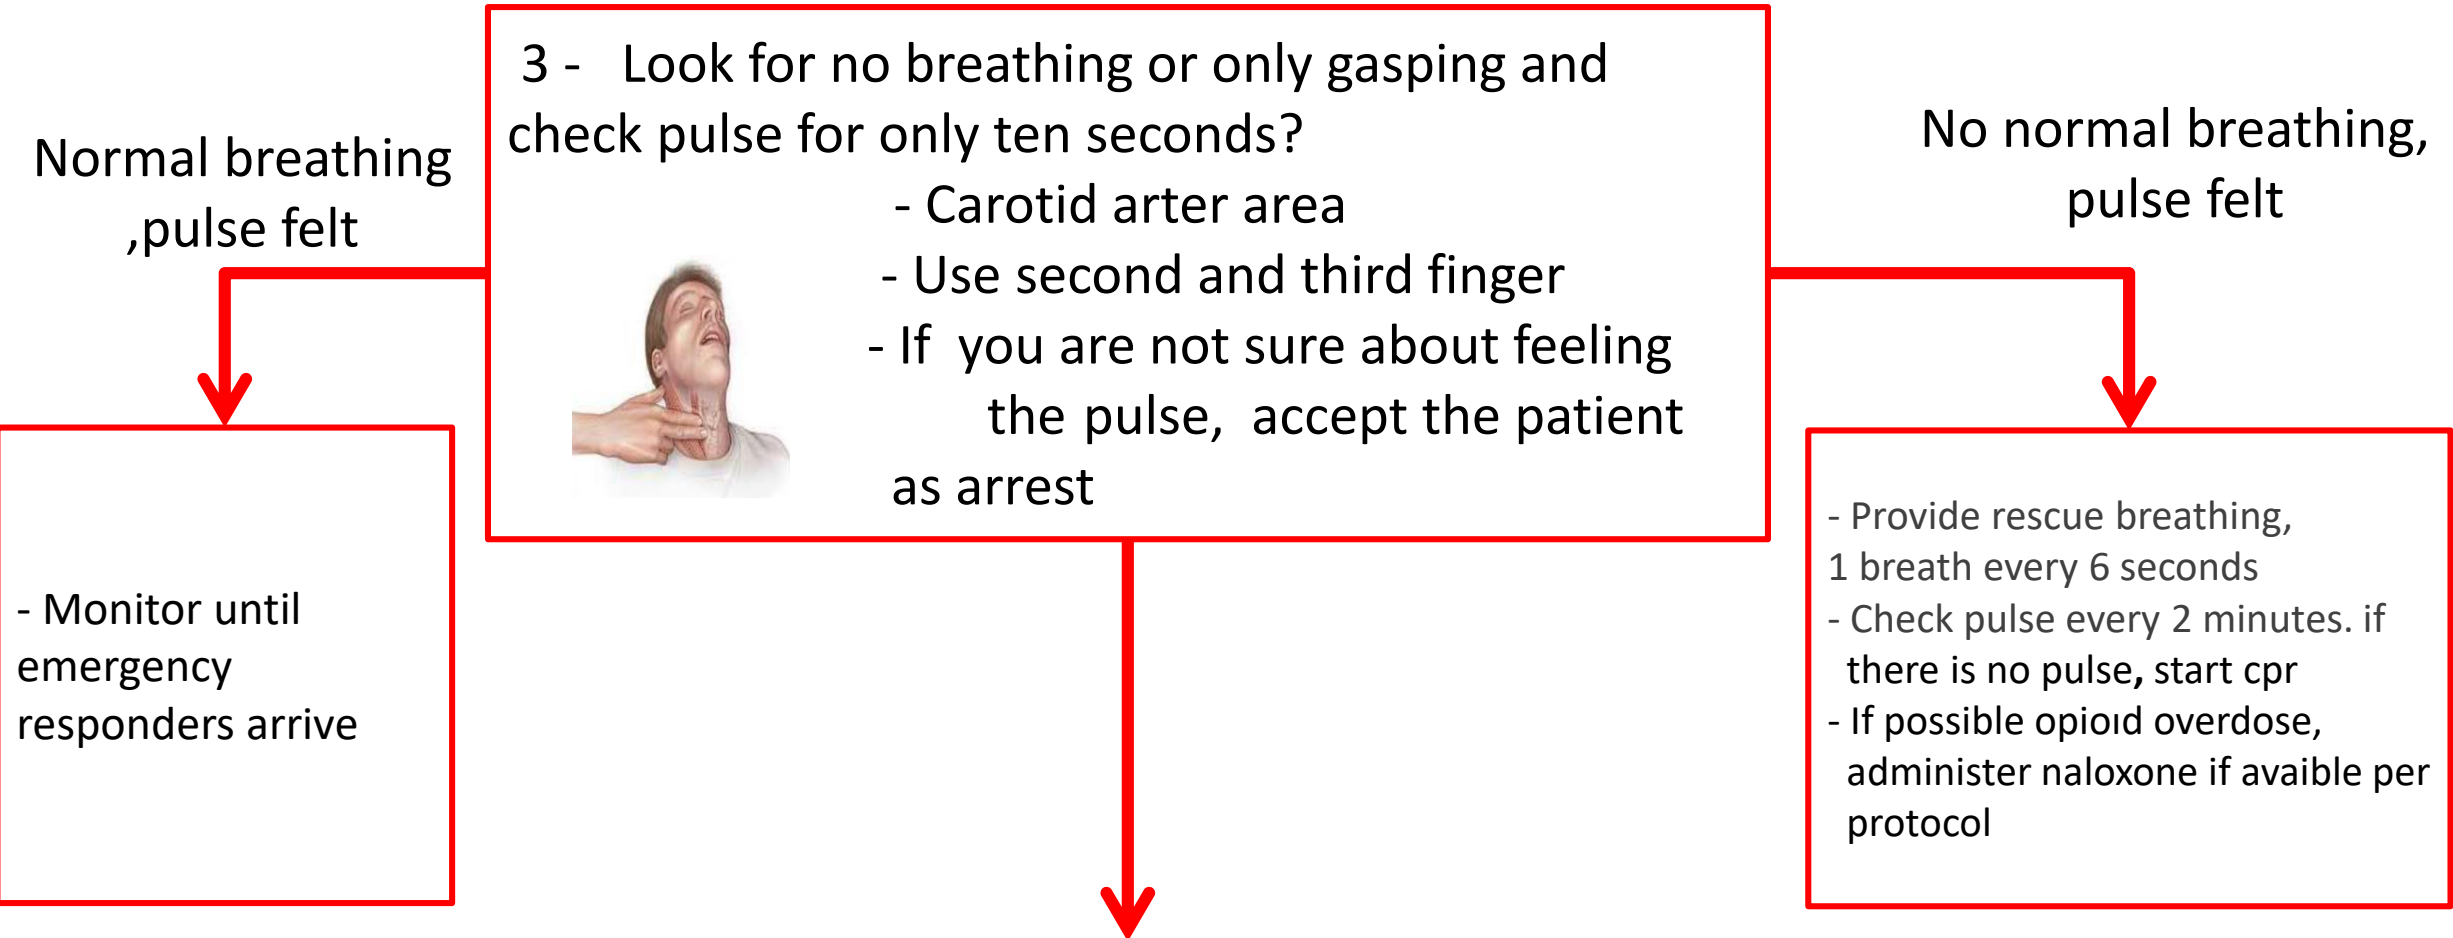 3 - Look for no breathing or only gasping and
check pulse for only ten seconds?
- Carotid arter area
- Use second and third finger
- If you are not sure about feeling
the pulse, accept the patient
as arrest
Normal breathing
,pulse felt
- Monitor until
emergency
responders arrive
No normal breathing,
pulse felt
- Provide rescue breathing,
1 breath every 6 seconds
- Check pulse every 2 minutes. if
there is no pulse, start cpr
- If possible opioıd overdose,
administer naloxone if avaible per
protocol